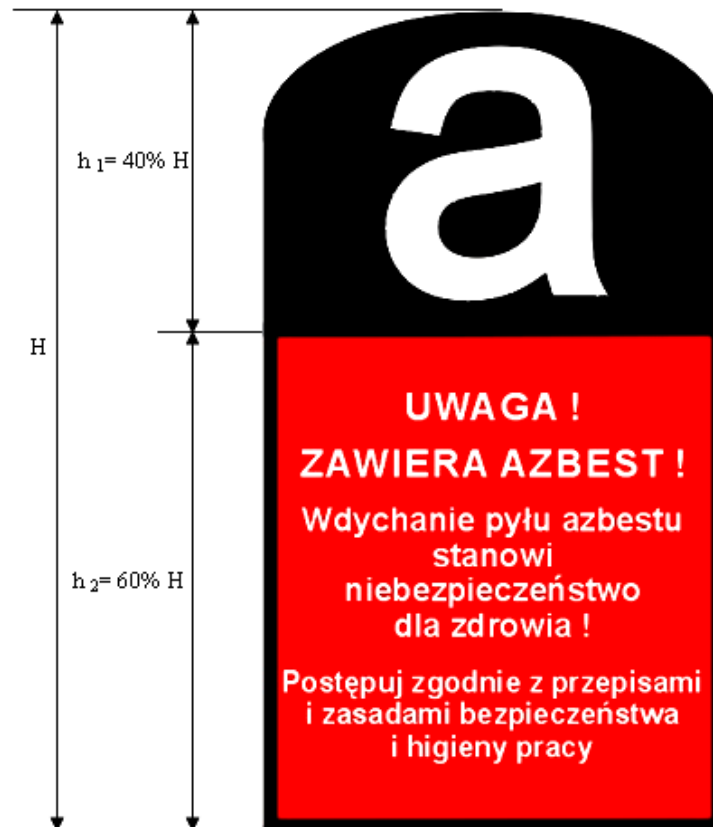 a
h 1= 40% H
H
h 2= 60% H
UWAGA !
ZAWIERA AZBEST !
Wdychanie pyłu azbestu
stanowi
niebezpieczeństwo
dla zdrowia !
Postępuj zgodnie z przepisami
i zasadami bezpieczeństwa
i higieny pracy